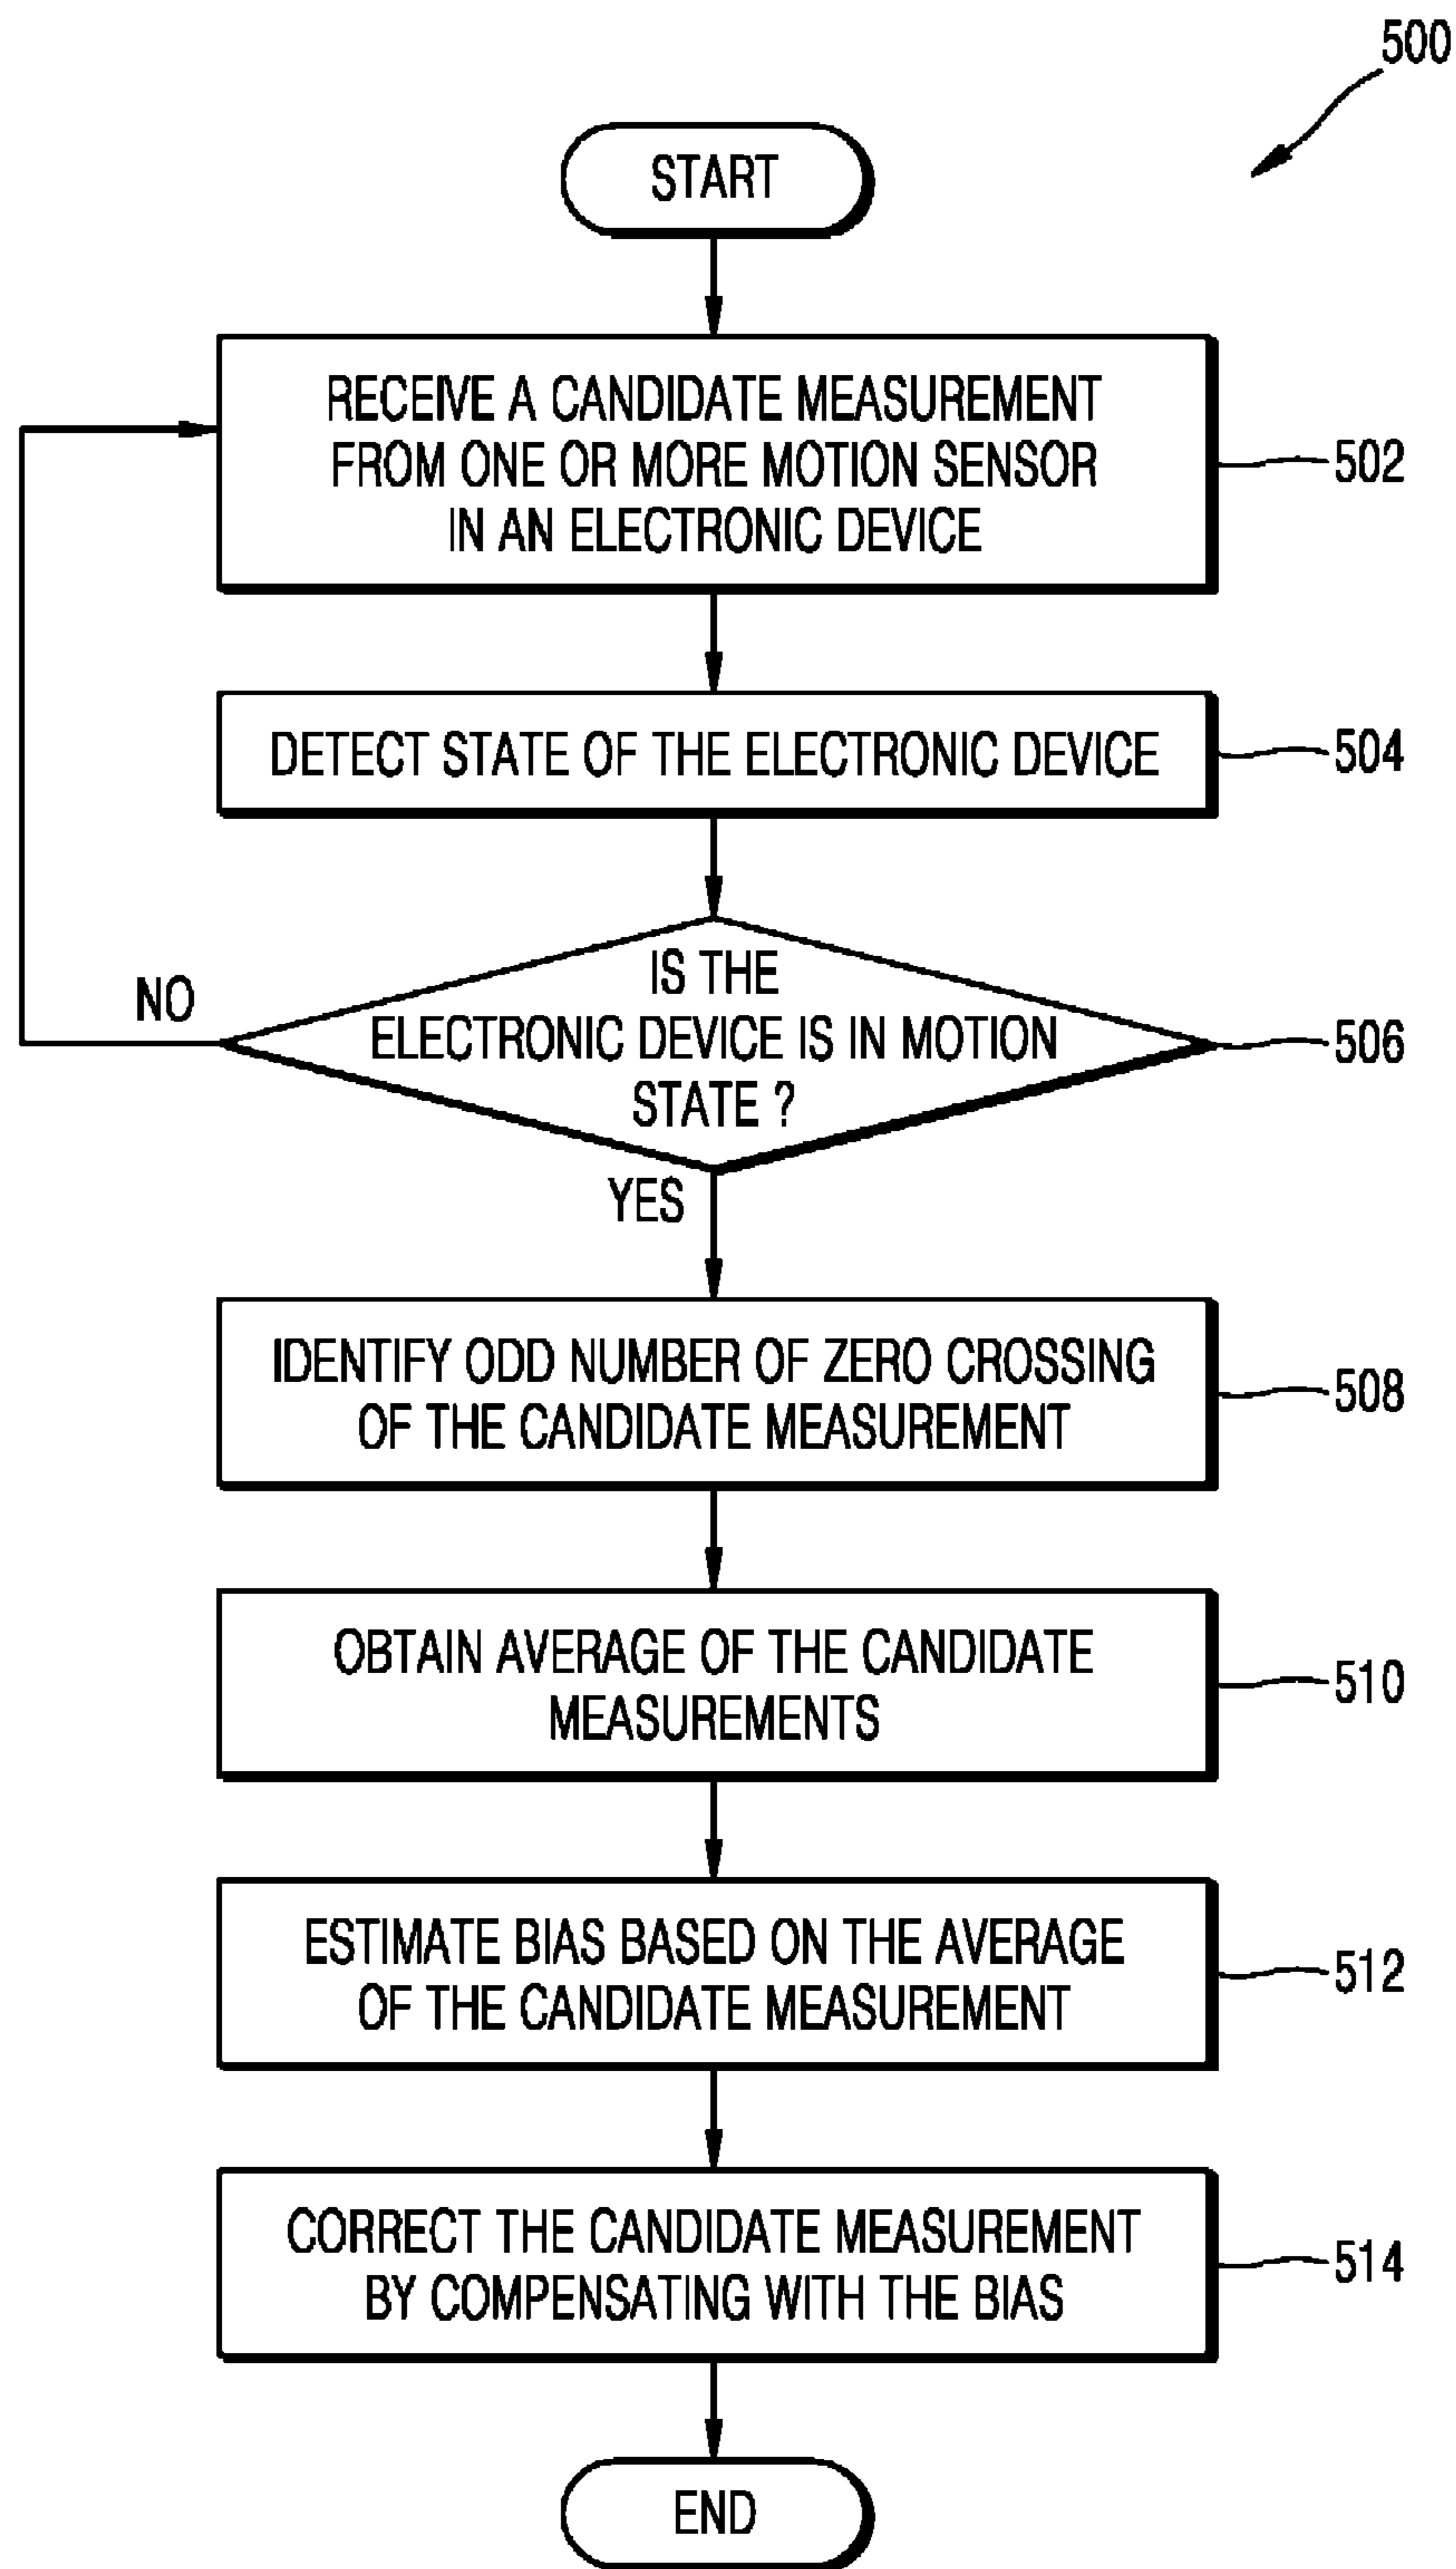 500
START
RECEIVE A CANDIDATE MEASUREMENT
FROM ONE OR MORE MOTION SENSOR
IN AN ELECTRONIC DEVICE
502
DETECT STATE OF THE ELECTRONIC DEVICE
504
IS THE
ELECTRONIC DEVICE IS IN MOTION
STATE ?
506
NO
YES
IDENTIFY ODD NUMBER OF ZERO CROSSING
OF THE CANDIDATE MEASUREMENT
508
OBTAIN AVERAGE OF THE CANDIDATE
MEASUREMENTS
510
ESTIMATE BIAS BASED ON THE AVERAGE
OF THE CANDIDATE MEASUREMENT
512
CORRECT THE CANDIDATE MEASUREMENT
BY COMPENSATING WITH THE BIAS
514
END